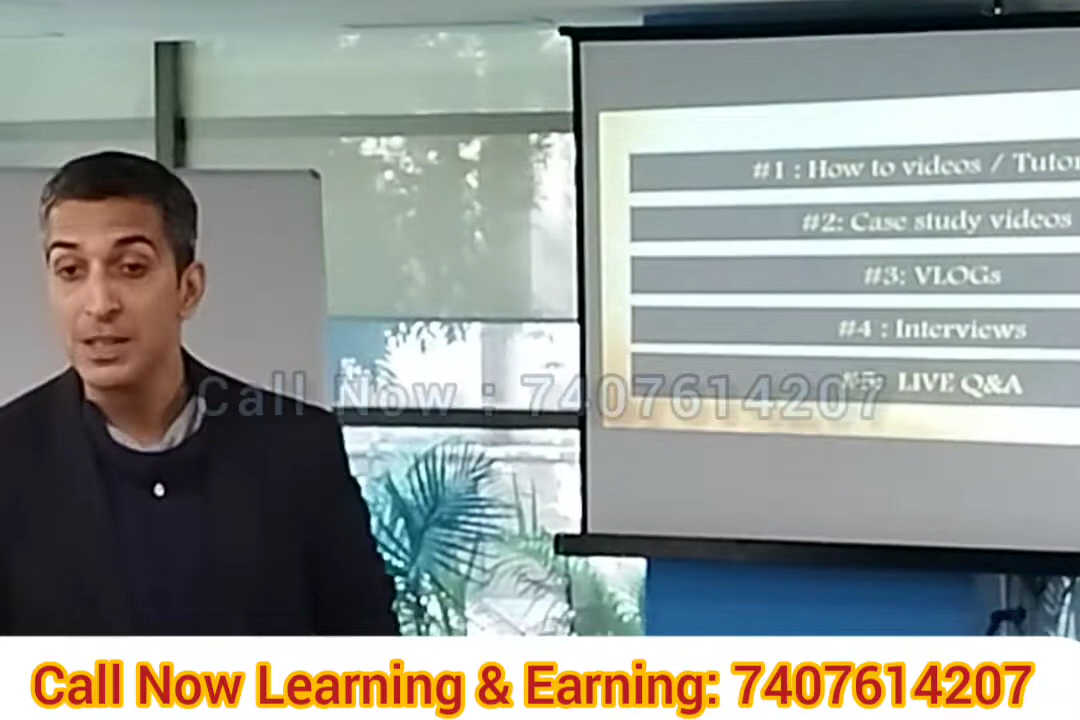 #1 : How to videos /
#2: Case study videos
#3: VLOGs
#4 : Interviews
#5: LIVE Q&A
Call Now : 7407614207
Call Now Learning & Earning: 7407614207